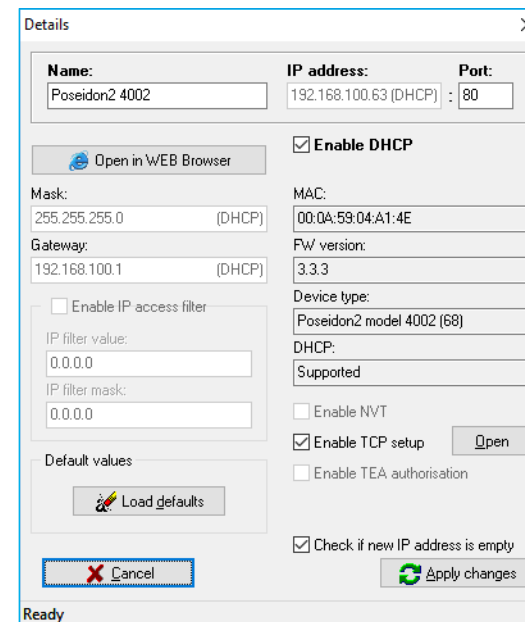 Details
Name:
Poseidon2 4002
IP address:
192.168.100.63 (DHCP)
:
Port:
80
Open in WEB Browser
Enable DHCP
Mask:
255.255.255.0 (DHCP)
Gateway:
192.168.100.1 (DHCP)
Enable IP access filter
IP filter value:
0.0.0.0
IP filter mask:
0.0.0.0
Default values
Load defaults
MAC:
00:0A:59:04:A1:4E
FW version:
3.3.3
Device type:
Poseidon2 model 4002 (68)
DHCP:
Supported
Enable NVT
Enable TCP setup
Open
Enable TEA authorisation
Check if new IP address is empty
Cancel
Apply changes
Ready